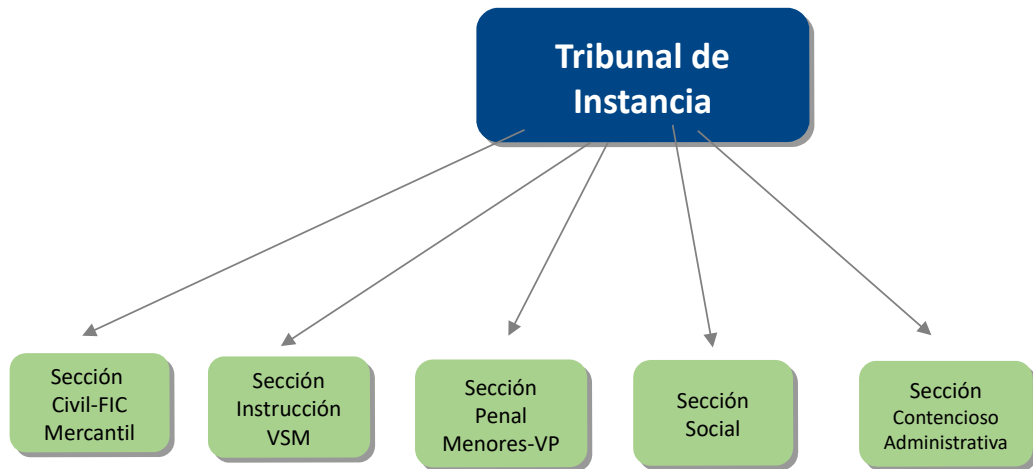 Tribunal de
Instancia
Sección
Civil-FIC
Mercantil
Sección
Instrucción
VSM
Sección
Penal
Menores-VP
Sección
Social
Sección
Contencioso
Administrativa